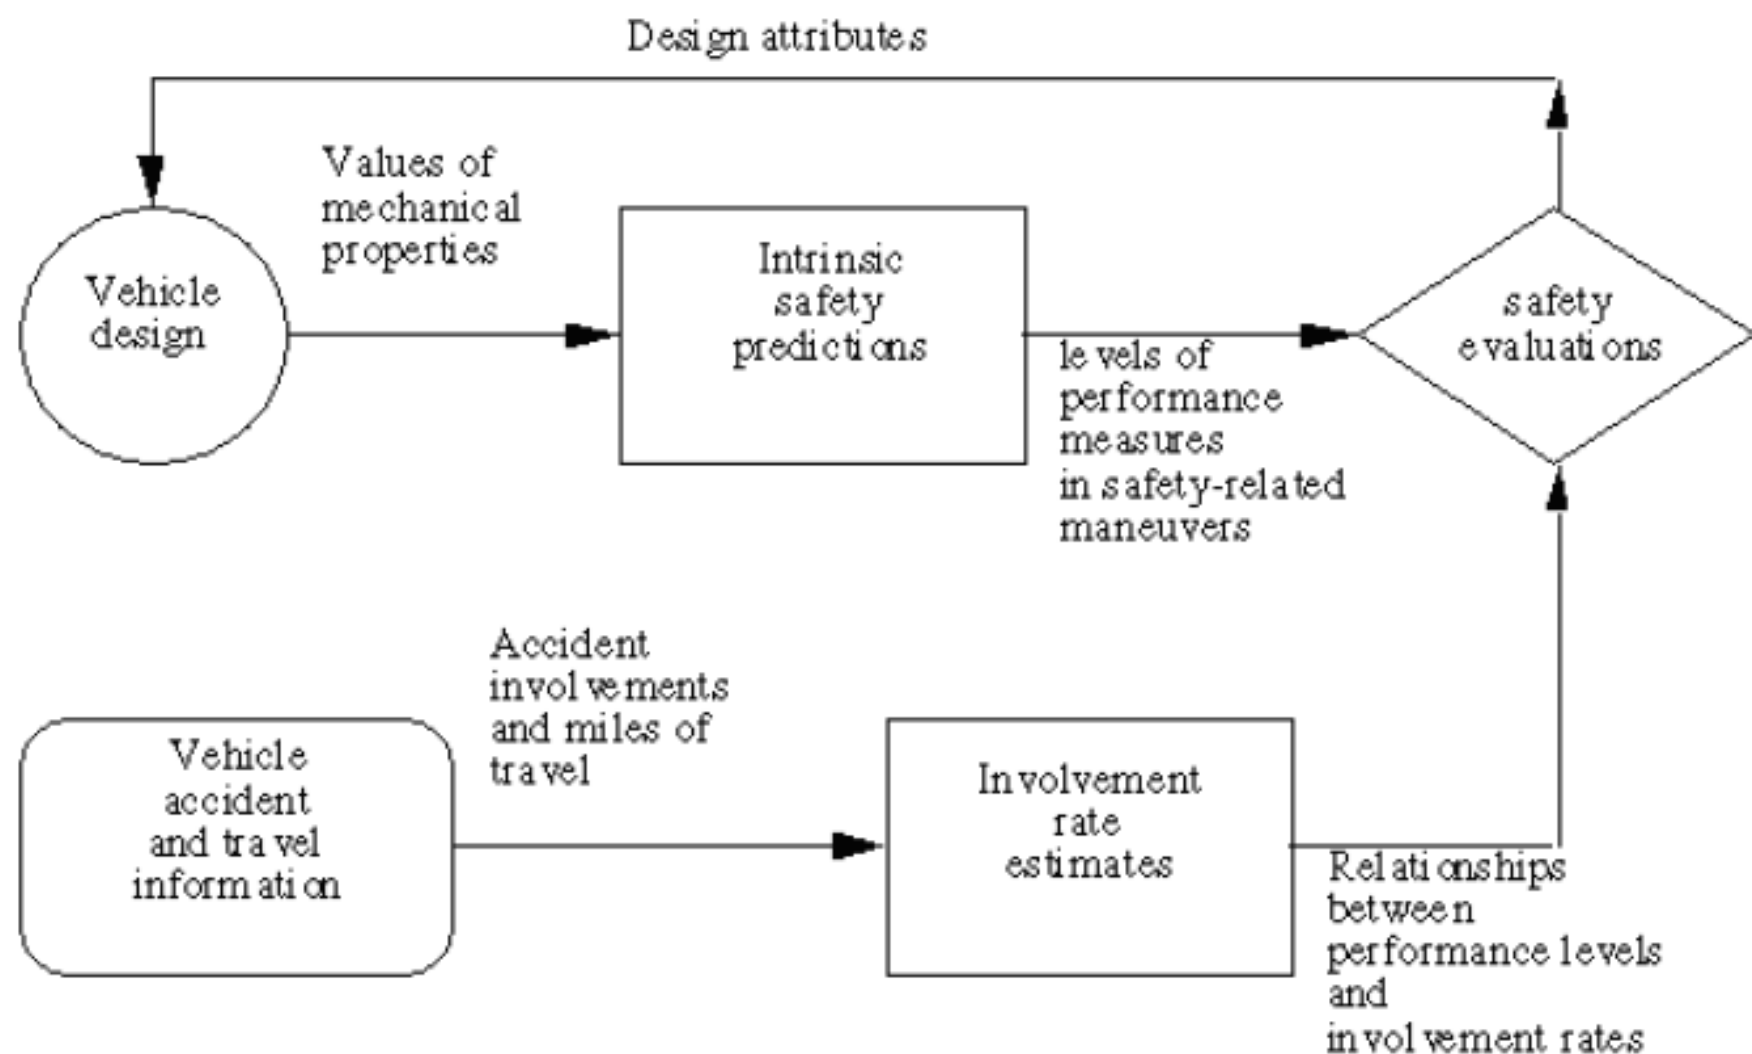 Design attributes
Values of
mechanical
properties
Vehicle
design
Intrinsic
safety
predictions
levels of
performance
measures
in safety-related
maneuvers
safety
evaluations
Accident
involvements
and miles of
travel
Vehicle
accident
and travel
information
Involvement
rate
estimates
Relationships
between
performance levels
and
involvement rates